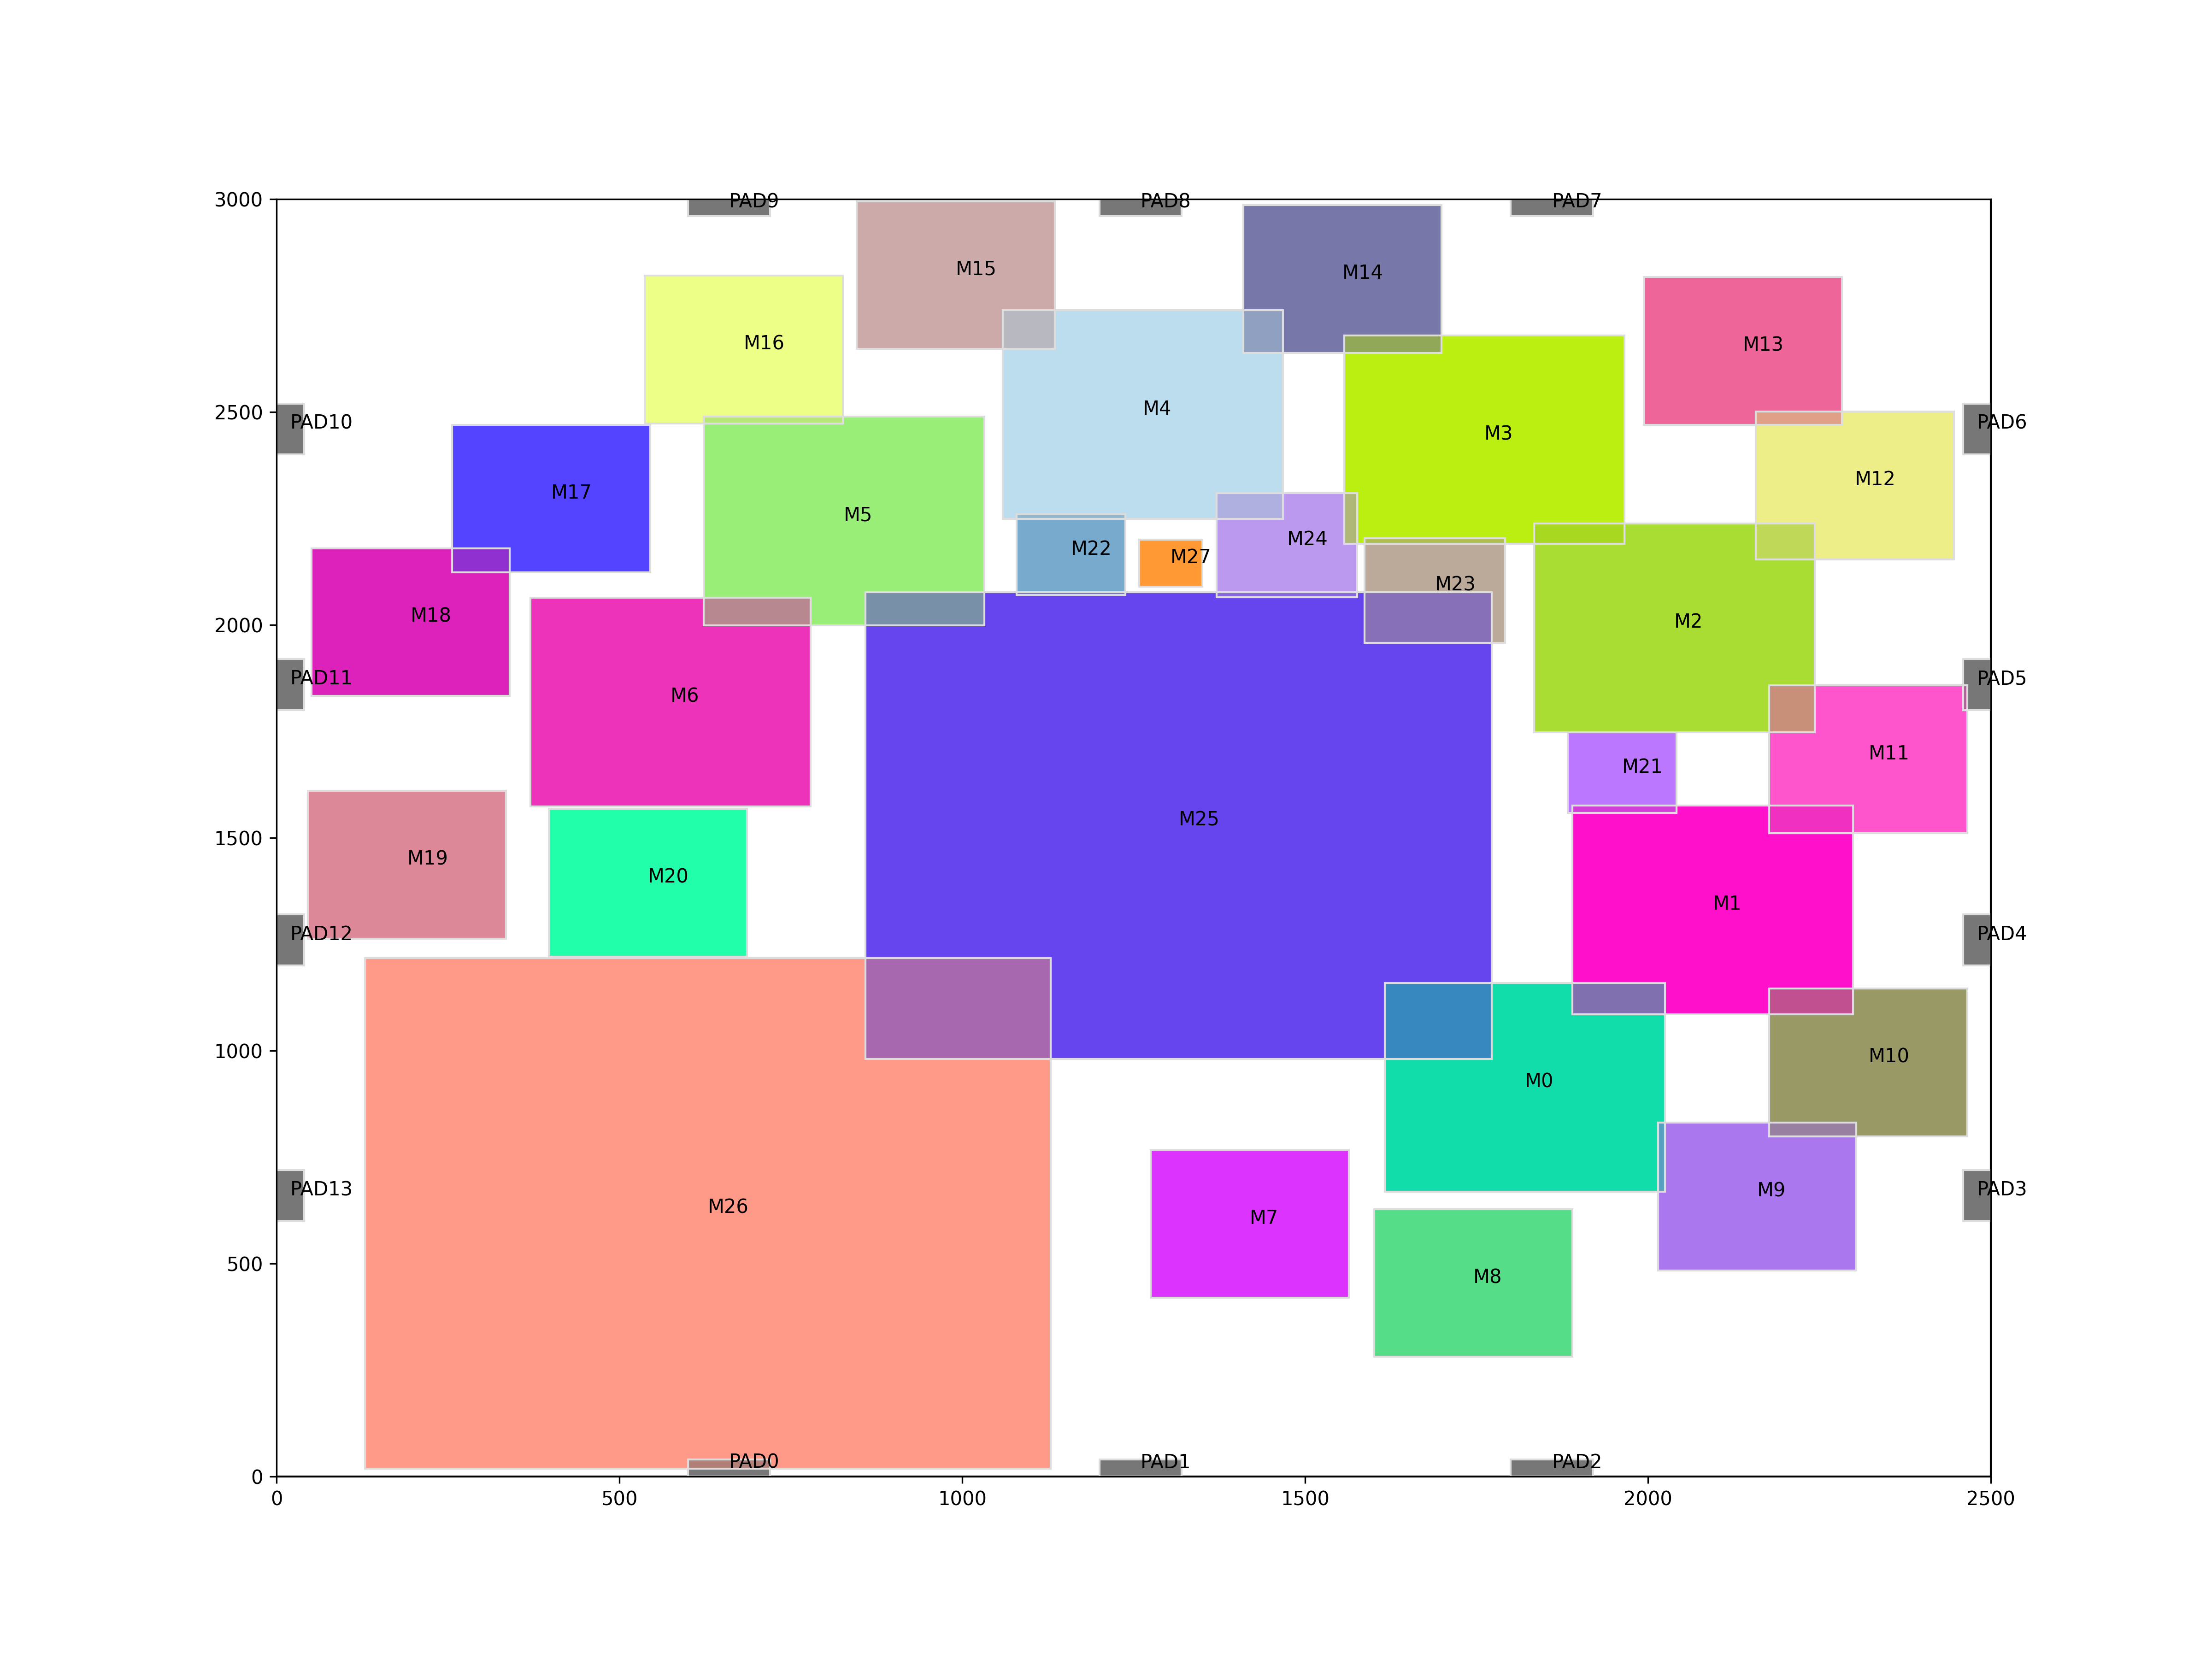 3000 PAD9 PAD8 PAD7
M15
M14
M16 M13
M4
2500 PAD10 PAD6
M3
M17 M12
M5
M24
M22
M27
M23
2000 M18 M2
PAD11 PAD5
M6
M11
M21
M25
1500
M19
M20
M1
PAD12 PAD4
M10
1000
M0
PAD13 M9 PAD3
M26
M7
500 M8
PAD0 PAD1 PAD2
0
0 500 1000 1500 2000 2500